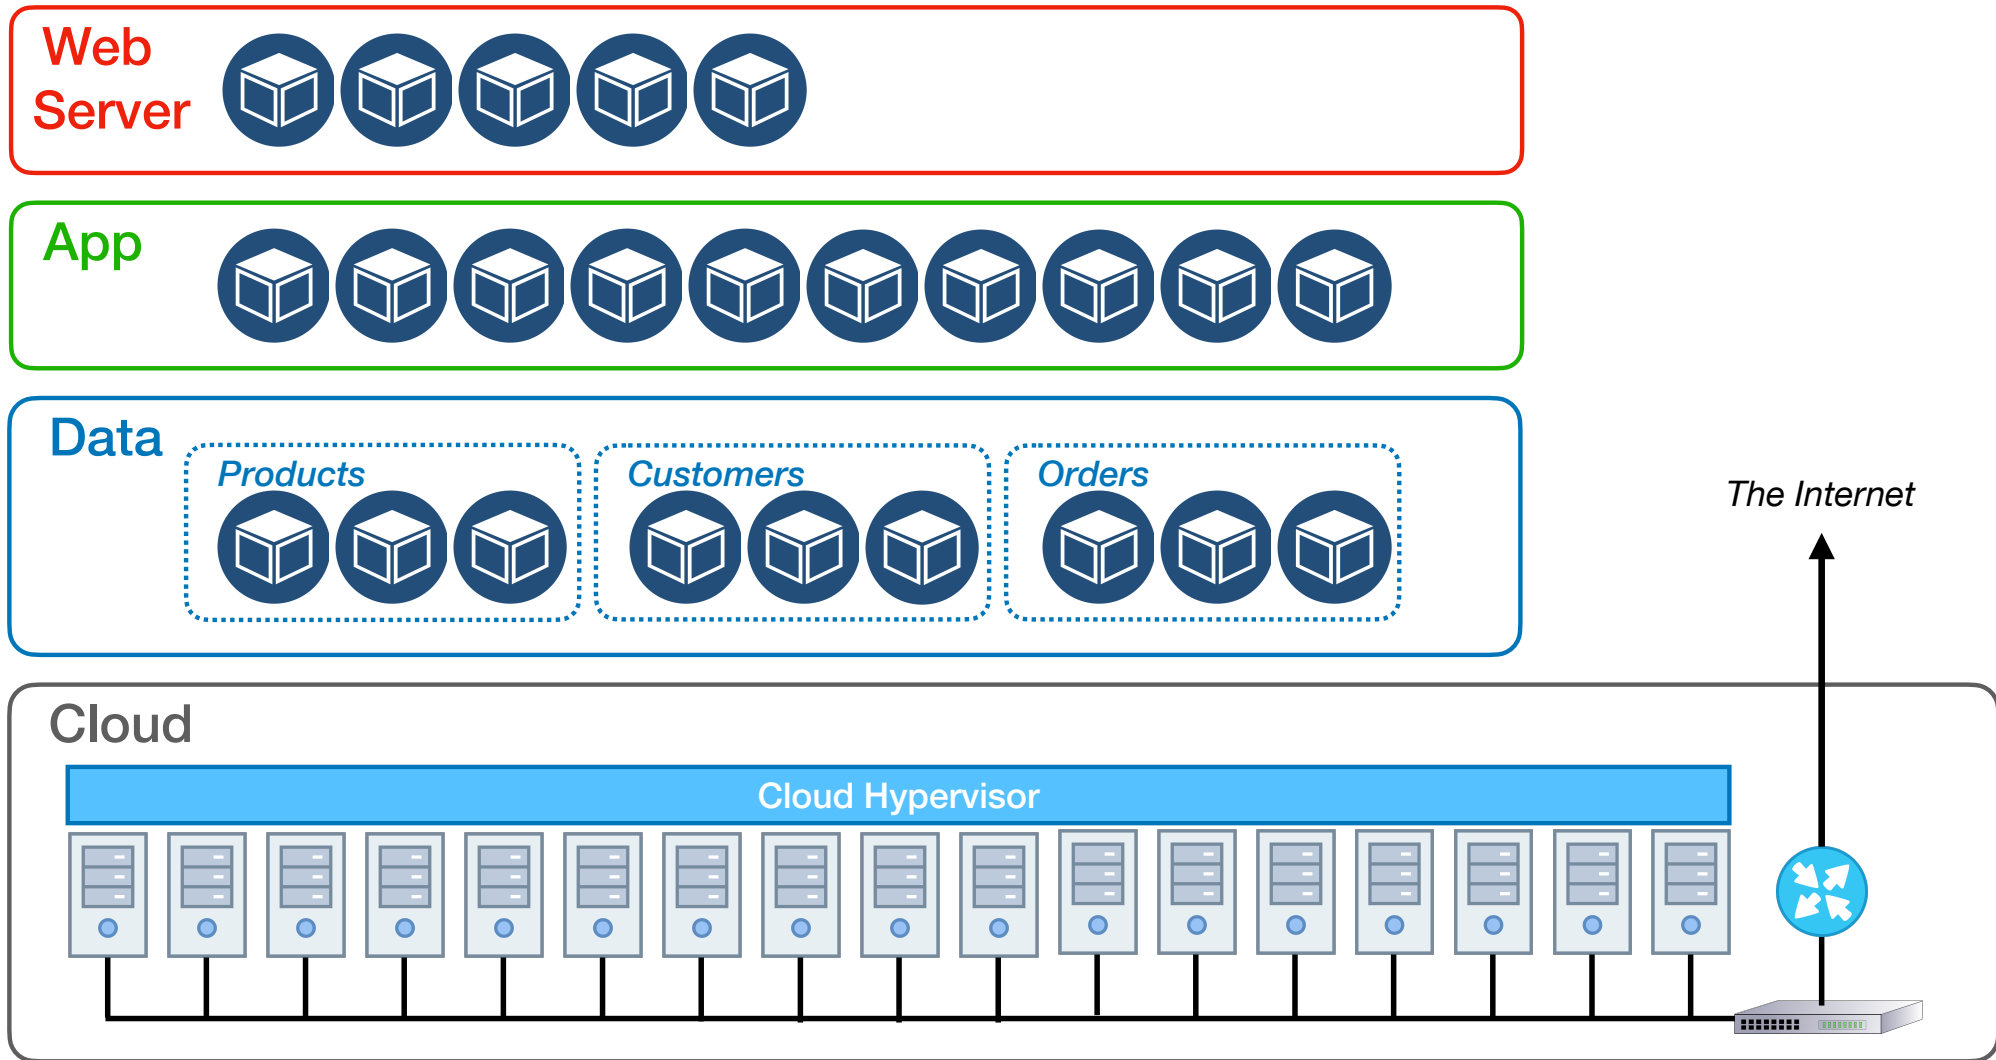 Web
Server
App
Data
Products
Customers
Orders
The Internet
Cloud
Cloud Hypervisor